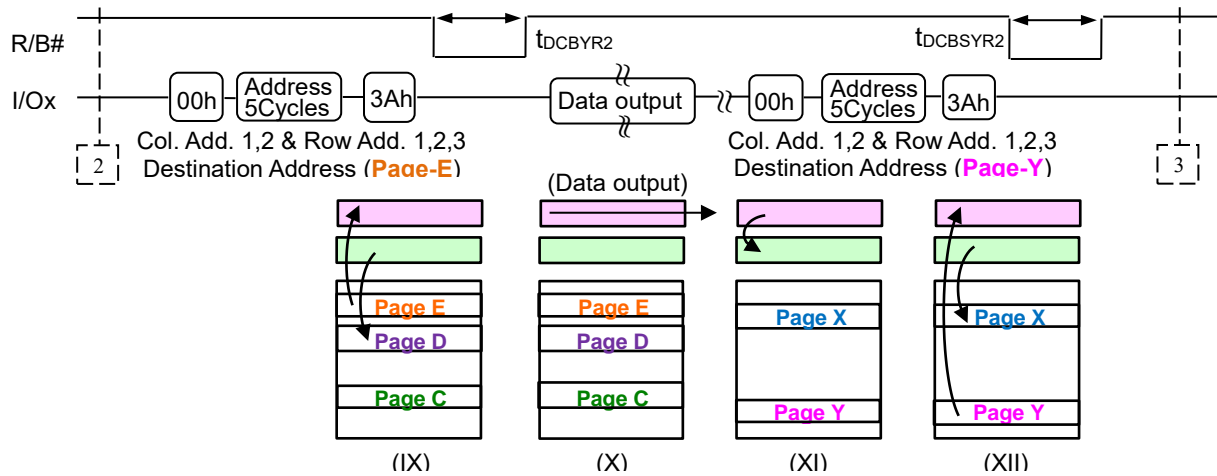 R/B#
tDCBYR2
tDCBSYR2
I/Ox
00h
Address
5Cycles
3Ah
Data output
00h
Address
5Cycles
3Ah
Col. Add. 1,2 & Row Add. 1,2,3
Destination Address (Page-E)
Col. Add. 1,2 & Row Add. 1,2,3
Destination Address (Page-Y)
2
3
(Data output)
Page E
Page D
Page C
Page E
Page D
Page C
Page X
Page Y
Page X
Page Y
(IX)
(X)
(XI)
(XII)